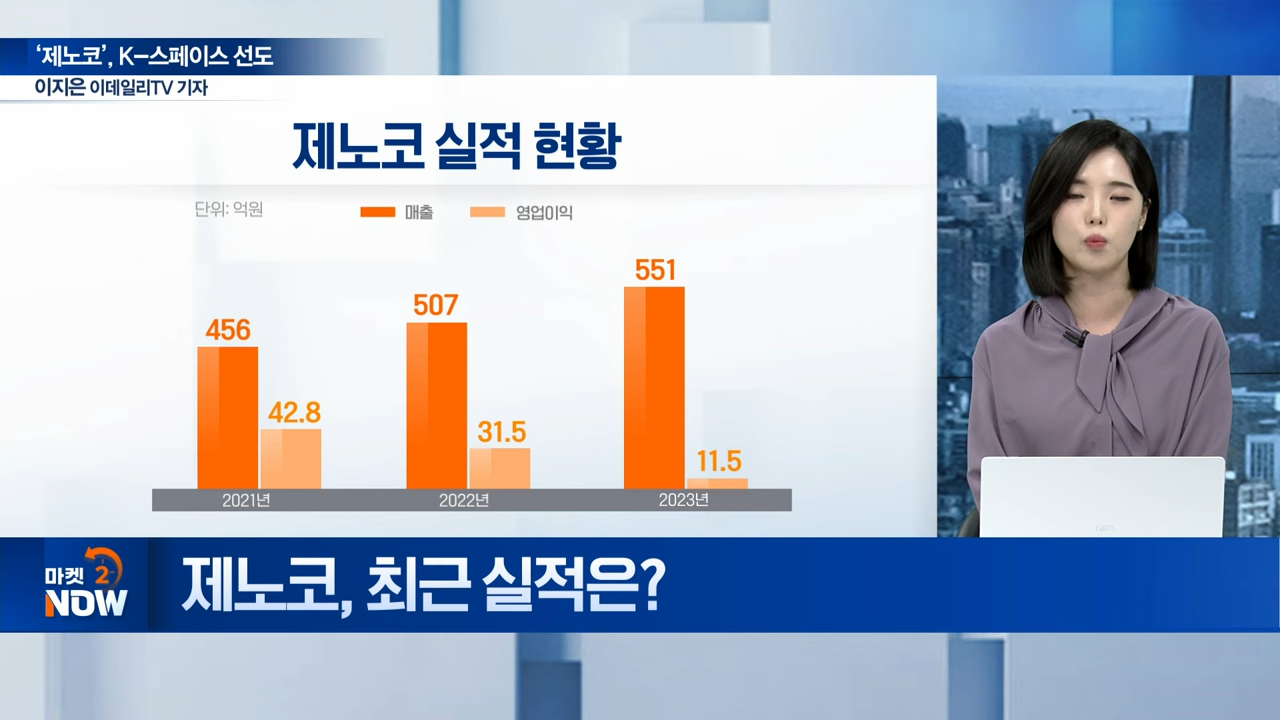 ‘제노코’, K-스페이스 선도
이지은 이데일리TV 기자
제노코 실적 현황
단위: 억원
매출
영업이익
456
42.8
507
31.5
551
11.5
2021년
2022년
2023년
마켓 2
NOW
제노코, 최근 실적은?